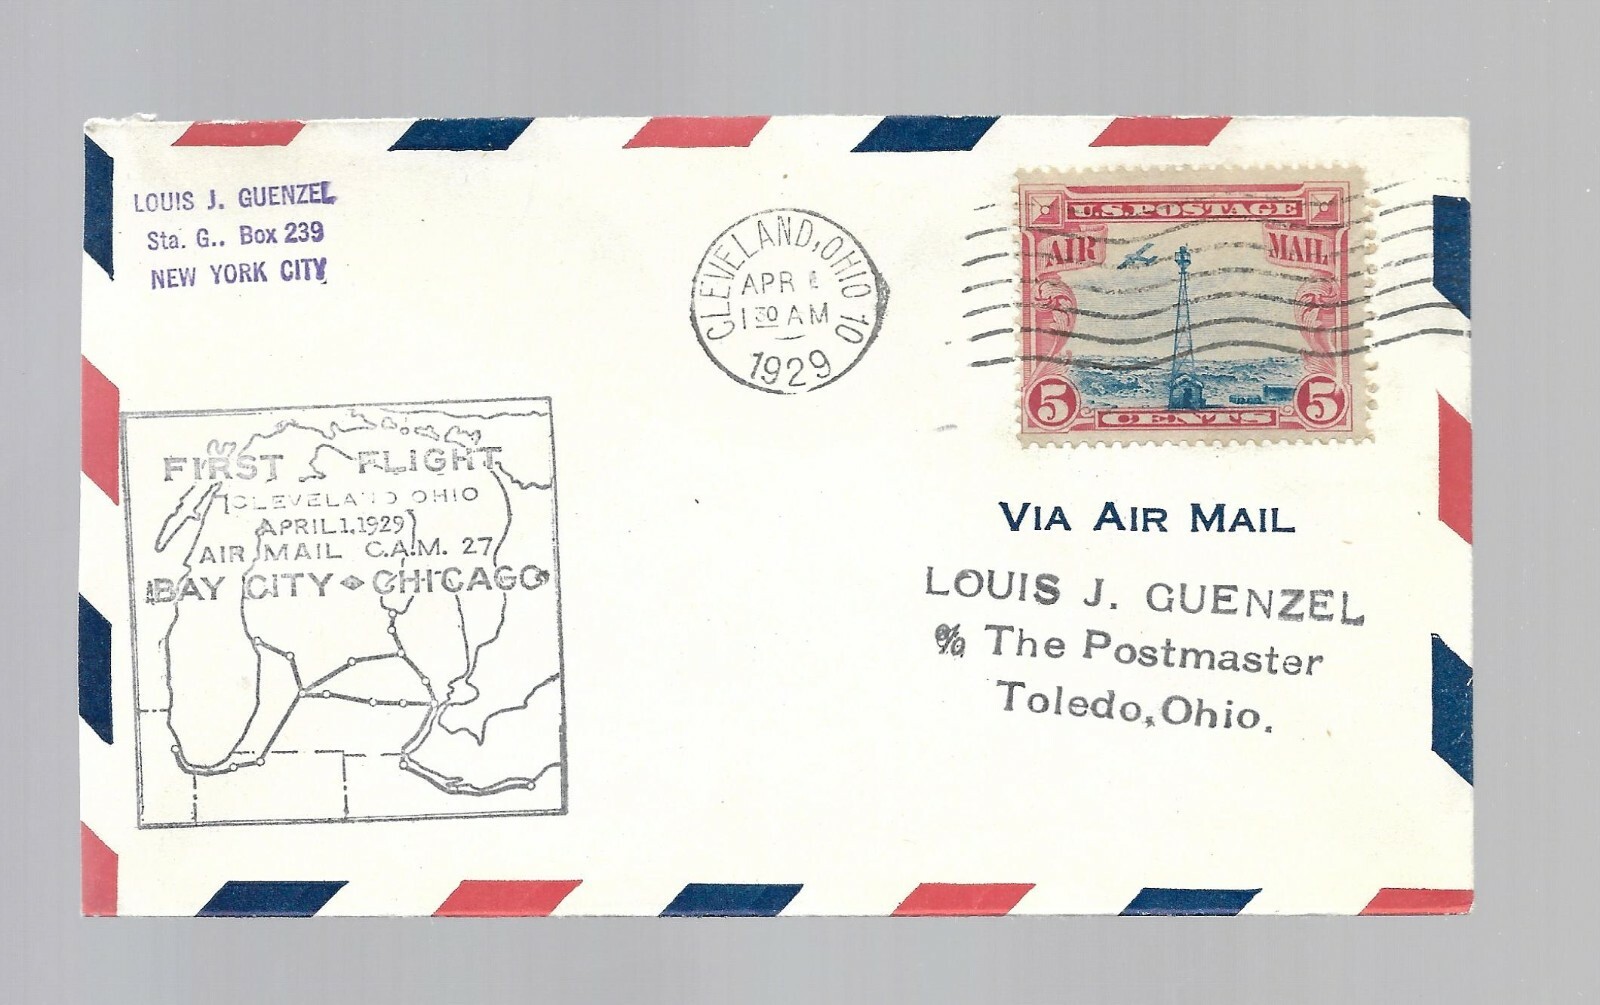 LOUIS J. GUENZEL
Sta. G., Box 239
NEW YORK CITY
CLEVELAND, OHIO 10
APR 1
1 30 AM
1929
U.S. POSTAGE
AIR MAIL
5 5
CENTS
FIRST FLIGHT
CLEVELAND OHIO
APRIL 1, 1929
AIR MAIL C.A.M. 27
BAY CITY CHICAGO
VIA AIR MAIL
LOUIS J. GUENZEL
% The Postmaster
Toledo, Ohio.